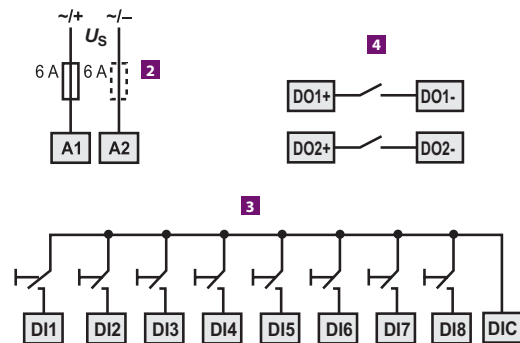 ~/+ ~/–
US
6 A 6 A 2
A1 A2
4
DO1+ DO1-
DO2+ DO2-
3
DI1 DI2 DI3 DI4 DI5 DI6 DI7 DI8 DIC